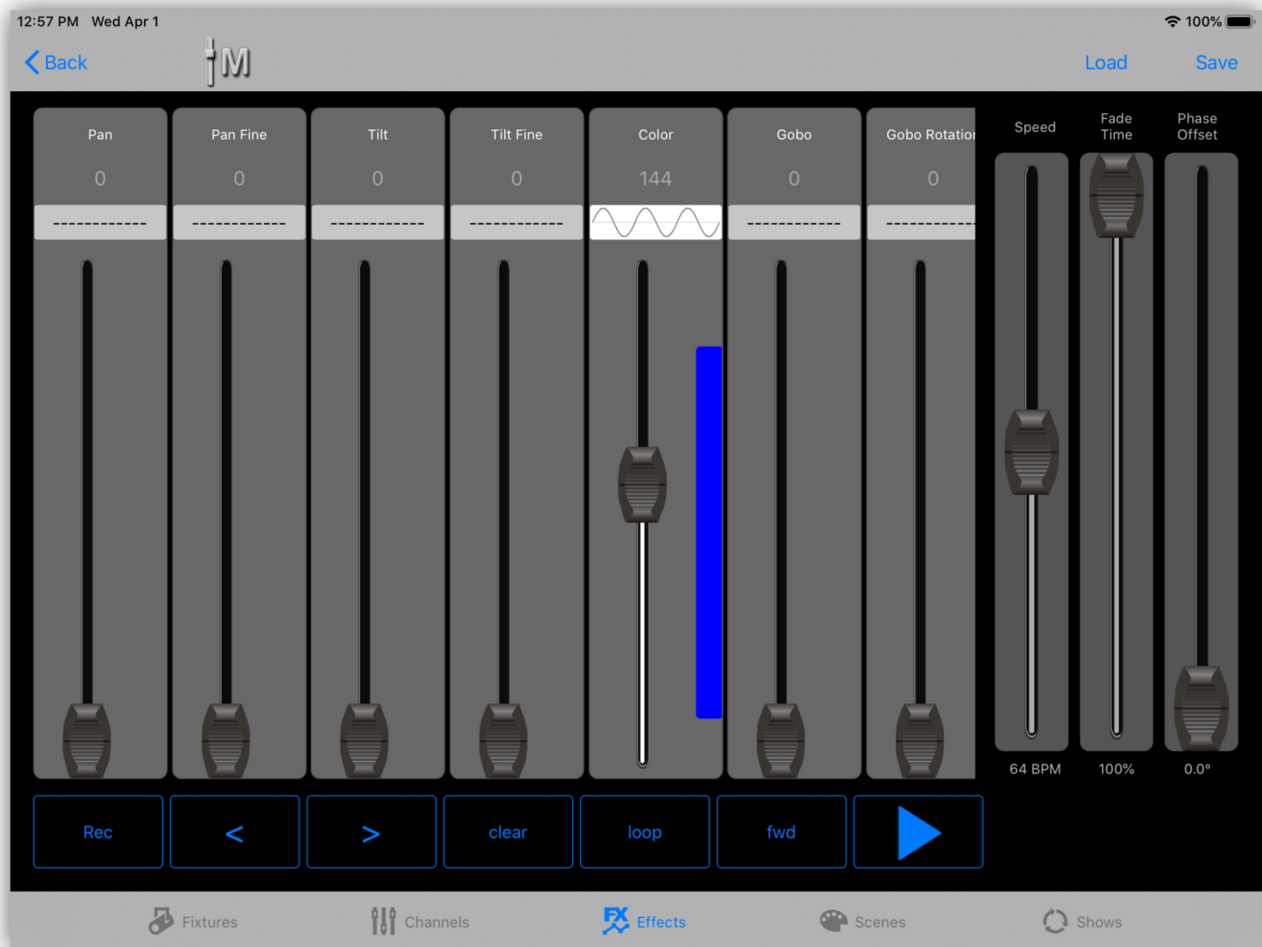 12:57 PM Wed Apr 1
100%
Back
M
Load
Save
Pan
Pan Fine
Tilt
Tilt Fine
Color
Gobo
Gobo Rotation
Speed
Fade
Time
Phase
Offset
0
0
0
0
144
0
0
------------
------------
------------
------------
------------
------------
64 BPM
100%
0.0°
Rec
<
>
clear
loop
fwd
Fixtures
Channels
FX
Effects
Scenes
Shows